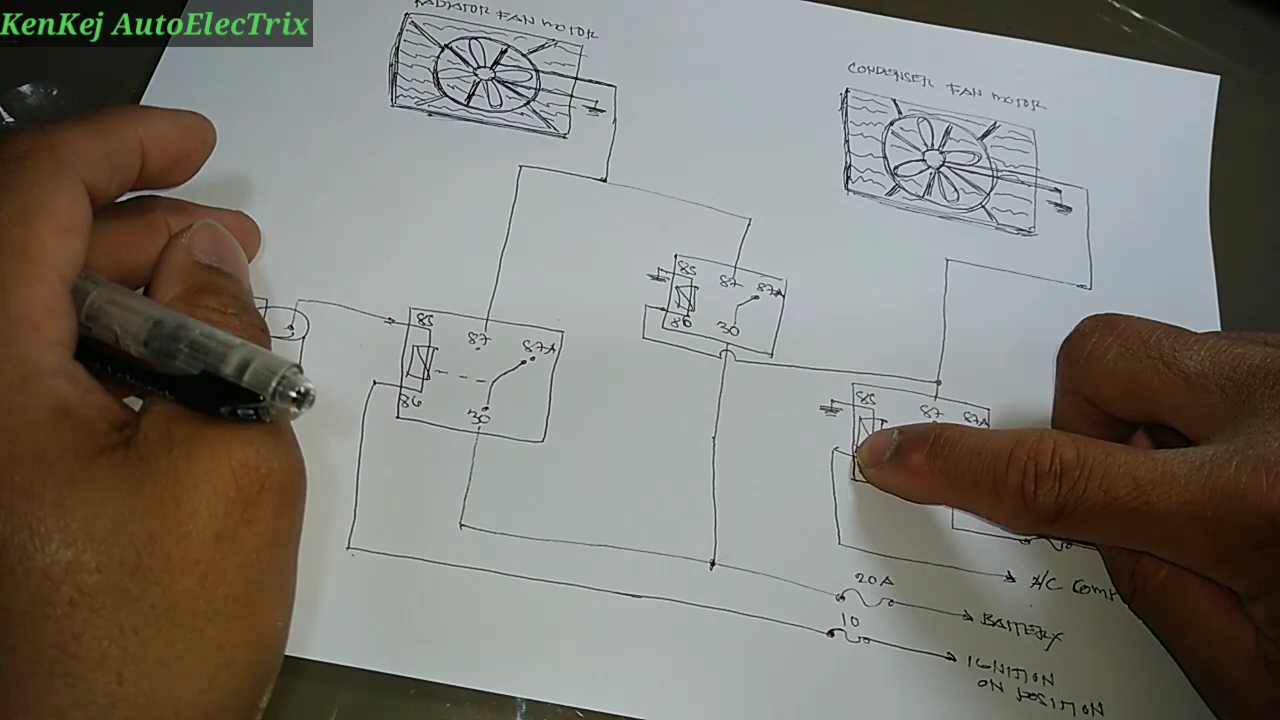 KenKej AutoElecTrix
RADIATOR FAN MOTOR
CONDENSER FAN MOTOR
85
87
87A
86
30
85
87
87A
86
30
85
87
87A
A/C COMP
20A
BATTERY
10
IGNITION
ON POSITION